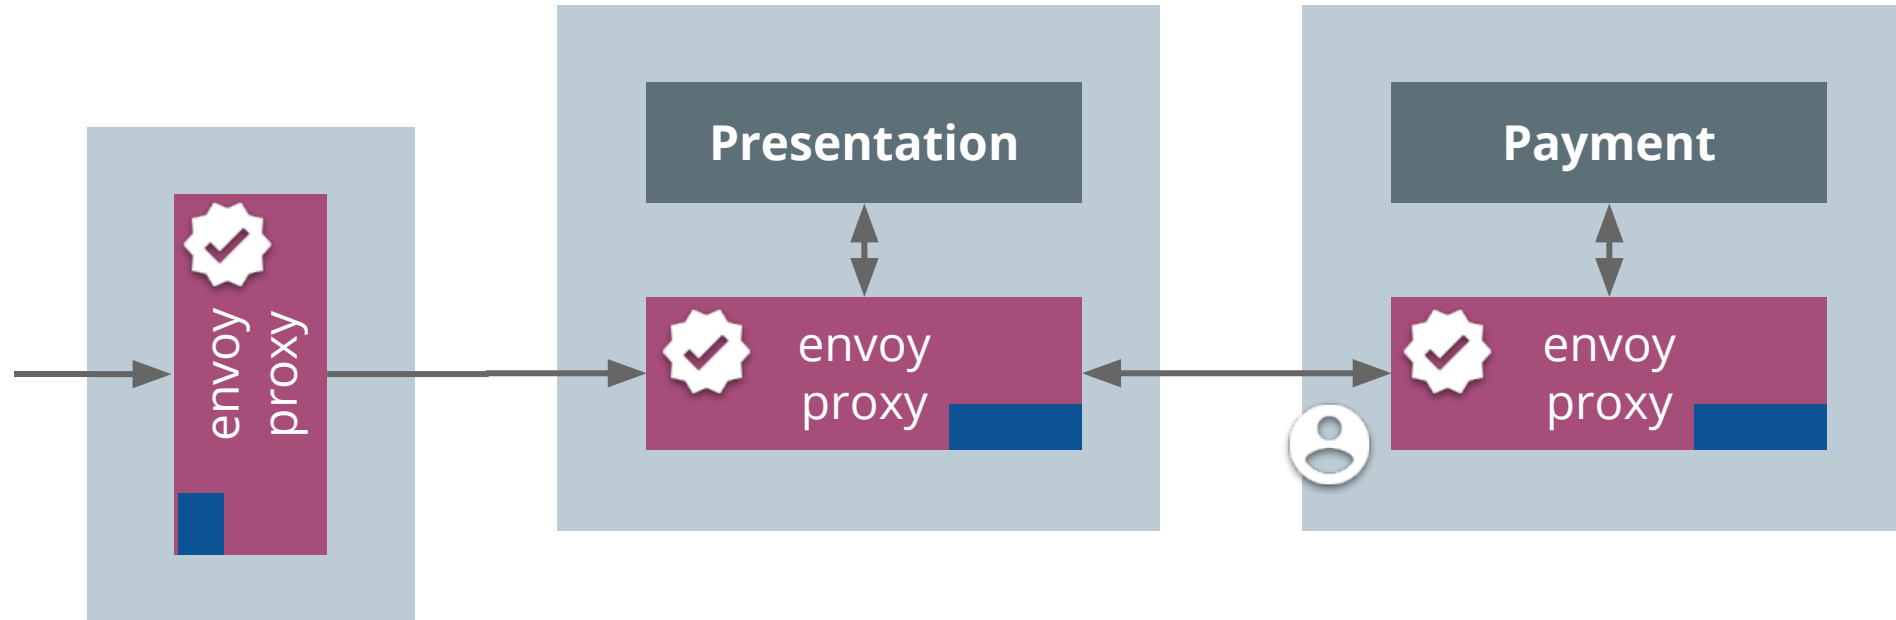 envoy
proxy
Presentation
envoy
proxy
Payment
envoy
proxy